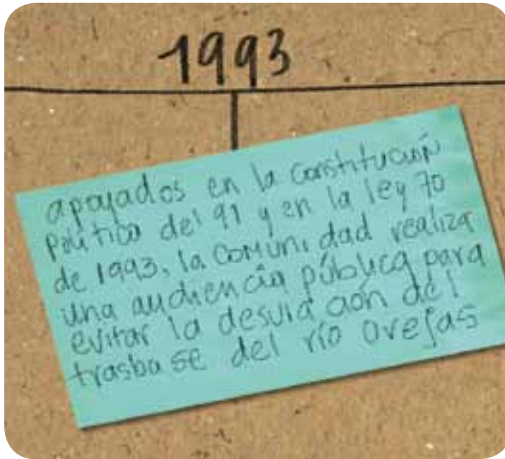 1993
apoyados en la constitución
política del 91 y en la ley 70
de 1993, la comunidad realiza
una audiencia pública para
evitar la desviación del
trasbase del río Ovejas